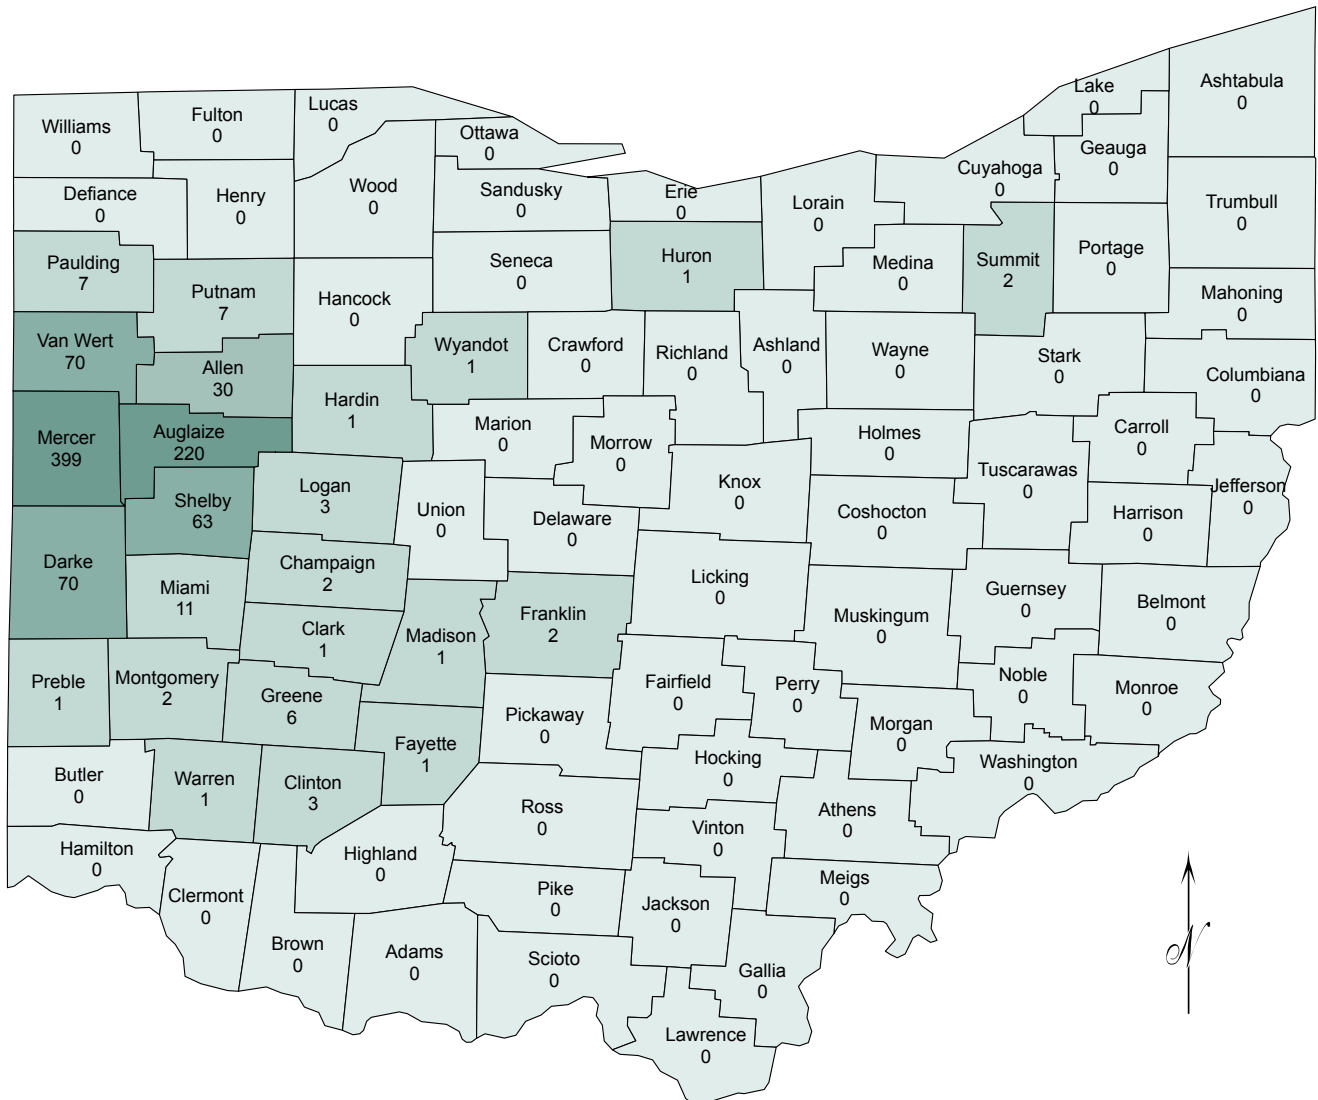 Williams
0
Fulton
0
Lucas
0
Ottawa
0
Lake
0
Ashtabula
0
Geauga
0
Cuyahoga
0
Defiance
0
Henry
0
Wood
0
Sandusky
0
Erie
0
Lorain
0
Trumbull
0
Paulding
7
Putnam
7
Hancock
0
Seneca
0
Huron
1
Medina
0
Summit
2
Portage
0
Mahoning
0
Van Wert
70
Allen
30
Wyandot
1
Crawford
0
Richland
0
Ashland
0
Wayne
0
Stark
0
Columbiana
0
Hardin
1
Mercer
399
Auglaize
220
Marion
0
Morrow
0
Holmes
0
Carroll
0
Tuscarawas
0
Jefferson
0
Logan
3
Shelby
63
Union
0
Delaware
0
Knox
0
Coshocton
0
Harrison
0
Darke
70
Miami
11
Champaign
2
Licking
0
Guernsey
0
Belmont
0
Clark
1
Madison
1
Franklin
2
Muskingum
0
Preble
1
Montgomery
2
Greene
6
Fairfield
0
Perry
0
Noble
0
Monroe
0
Pickaway
0
Morgan
0
Fayette
1
Hocking
0
Washington
0
Butler
0
Warren
1
Clinton
3
Ross
0
Vinton
0
Athens
0
Hamilton
0
Highland
0
Clermont
0
Pike
0
Jackson
0
Meigs
0
Brown
0
Adams
0
Scioto
0
Gallia
0
Lawrence
0
N